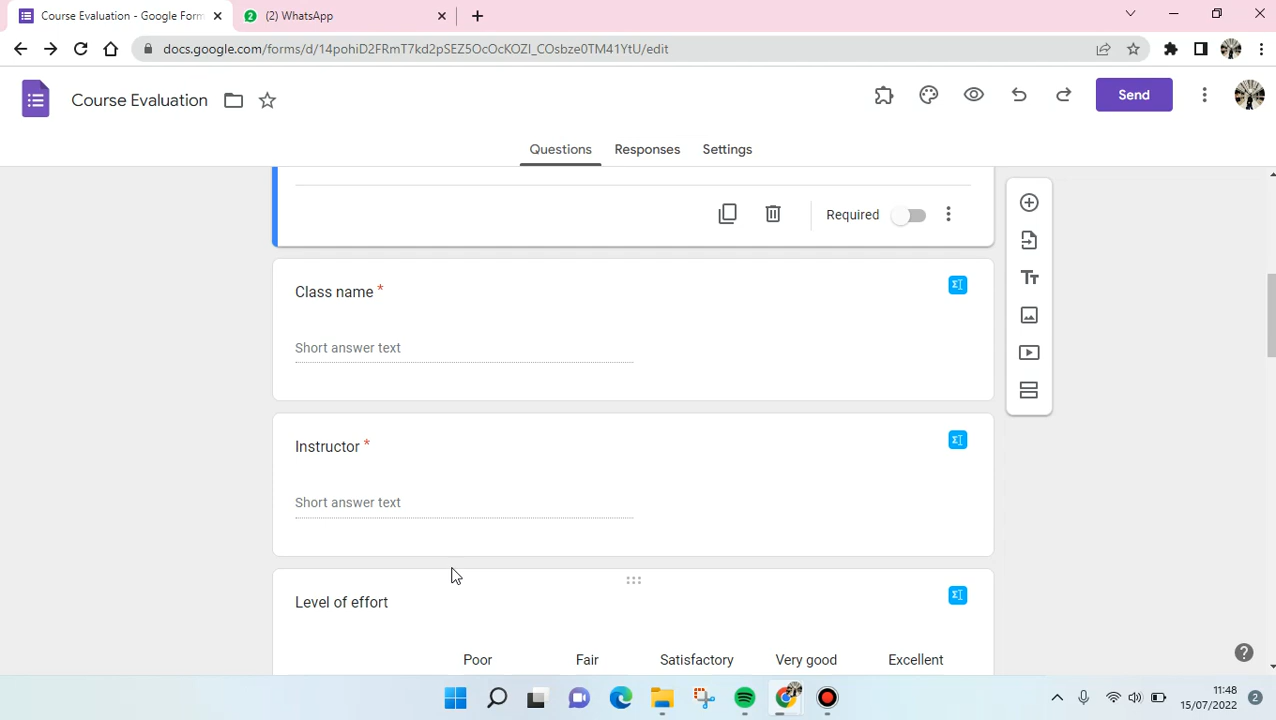 Course Evaluation - Google Form
(2) WhatsApp
docs.google.com/forms/d/14pohiD2FRmT7kd2pSEZ5OcOcKOZI_COsbze0TM41YtU/edit
Course Evaluation
Send
Questions
Responses
Settings
Required
Class name *
Short answer text
Instructor *
Short answer text
Level of effort
Poor
Fair
Satisfactory
Very good
Excellent
11:48
15/07/2022
2